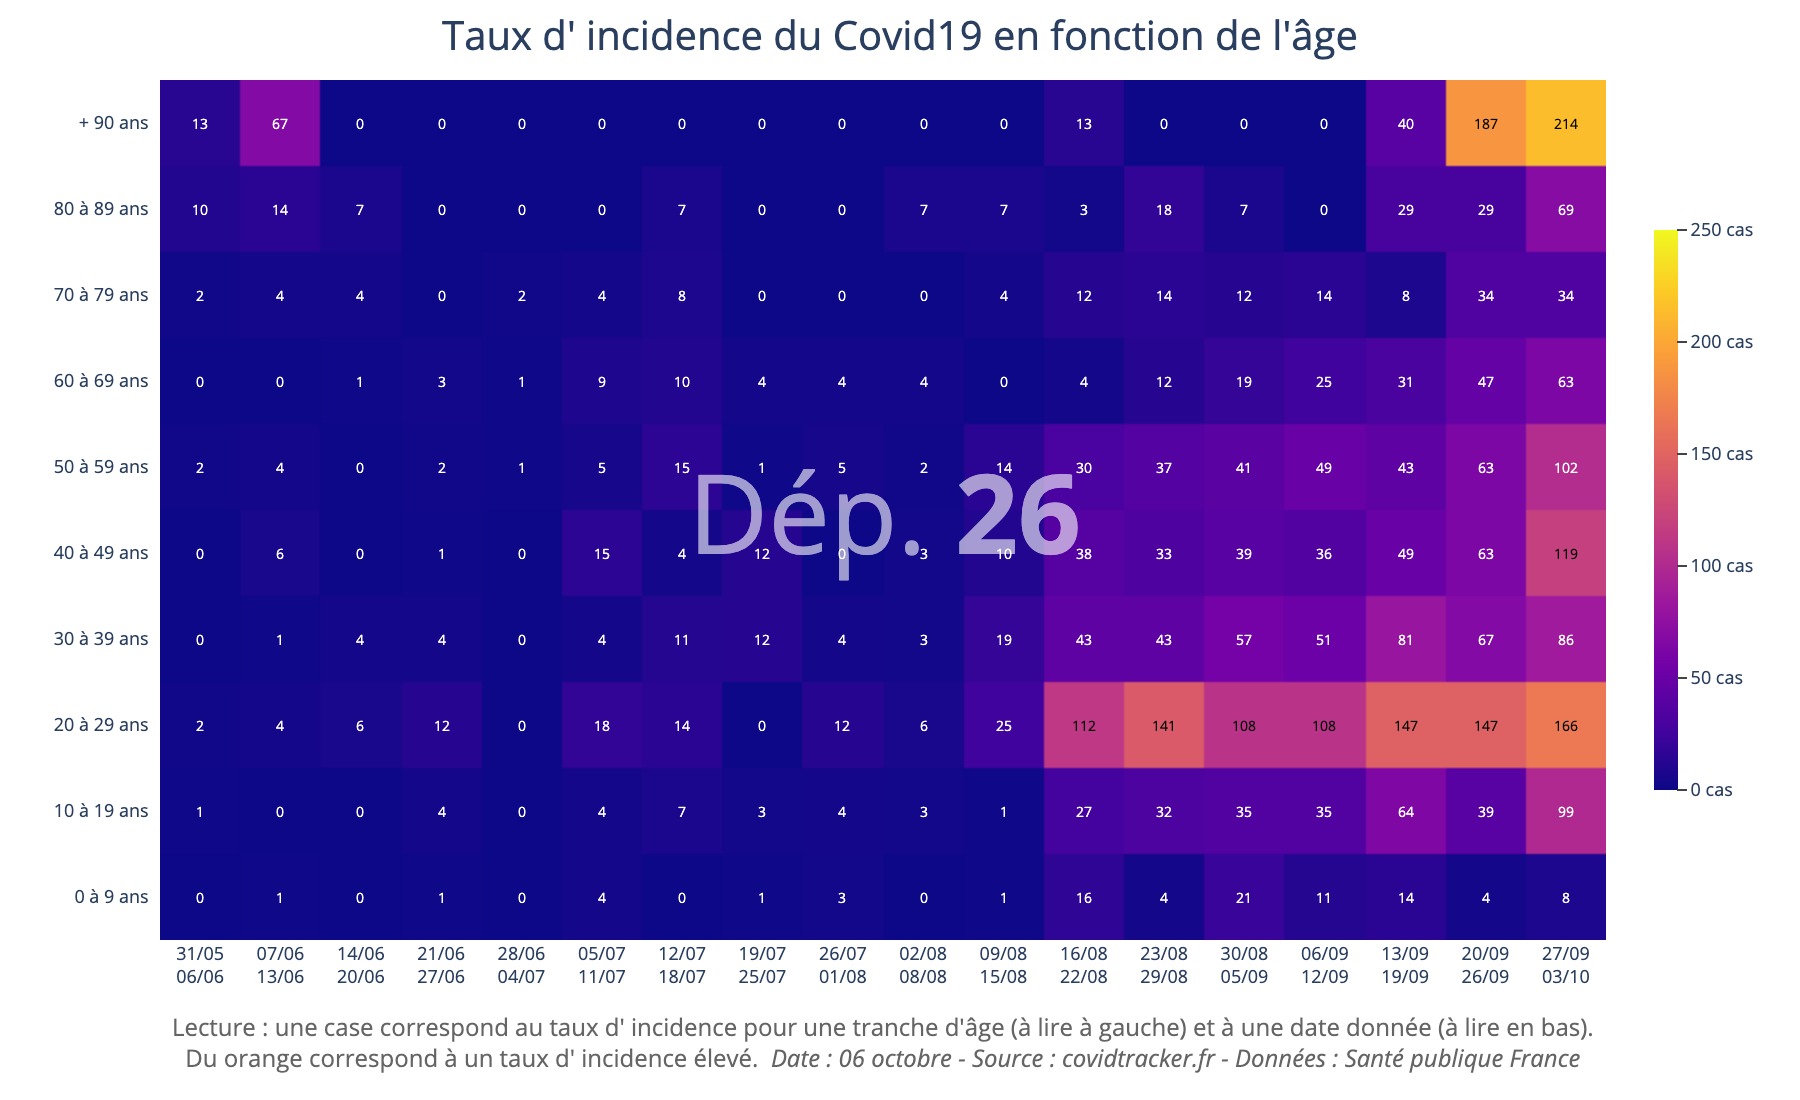 Taux d' incidence du Covid19 en fonction de l'âge
+ 90 ans 13 67 0 0 0 0 0 0 0 0 0 13 0 0 0 40 187 214
80 à 89 ans 10 14 7 0 0 0 7 0 0 7 7 3 18 7 0 29 29 69
70 à 79 ans 2 4 4 0 2 4 8 0 0 0 4 12 14 12 14 8 34 34
60 à 69 ans 0 0 1 3 1 9 10 4 4 4 0 4 12 19 25 31 47 63
50 à 59 ans 2 4 0 2 1 5 15 1 5 2 14 30 37 41 49 43 63 102
Dép. 26
40 à 49 ans 0 6 0 1 0 15 4 12 0 3 10 38 33 39 36 49 63 119
30 à 39 ans 0 1 4 4 0 4 11 12 4 3 19 43 43 57 51 81 67 86
20 à 29 ans 2 4 6 12 0 18 14 0 12 6 25 112 141 108 108 147 147 166
10 à 19 ans 1 0 0 4 0 4 7 3 4 3 1 27 32 35 35 64 39 99
0 à 9 ans 0 1 0 1 0 4 0 1 3 0 1 16 4 21 11 14 4 8
31/05 07/06 14/06 21/06 28/06 05/07 12/07 19/07 26/07 02/08 09/08 16/08 23/08 30/08 06/09 13/09 20/09 27/09
06/06 13/06 20/06 27/06 04/07 11/07 18/07 25/07 01/08 08/08 15/08 22/08 29/08 05/09 12/09 19/09 26/09 03/10
250 cas
200 cas
150 cas
100 cas
50 cas
0 cas
Lecture : une case correspond au taux d' incidence pour une tranche d'âge (à lire à gauche) et à une date donnée (à lire en bas).
Du orange correspond à un taux d' incidence élevé. Date : 06 octobre - Source : covidtracker.fr - Données : Santé publique France